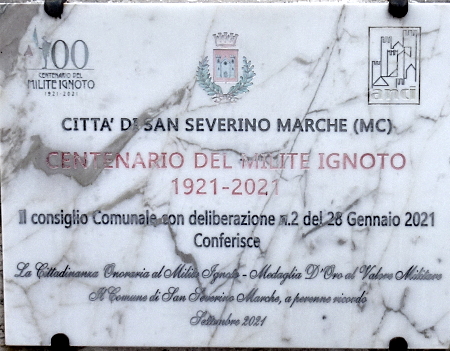 100
CENTENARIO DEL
MILITE IGNOTO
1921-2021
anci
CITTA' DI SAN SEVERINO MARCHE (MC)
CENTENARIO DEL MILITE IGNOTO
1921-2021
Il consiglio Comunale con deliberazione n.2 del 28 Gennaio 2021
Conferisce
La Cittadinanza Onoraria al Milite Ignoto - Medaglia D'Oro al Valore Militare
Il Comune di San Severino Marche, a perenne ricordo
Settembre 2021